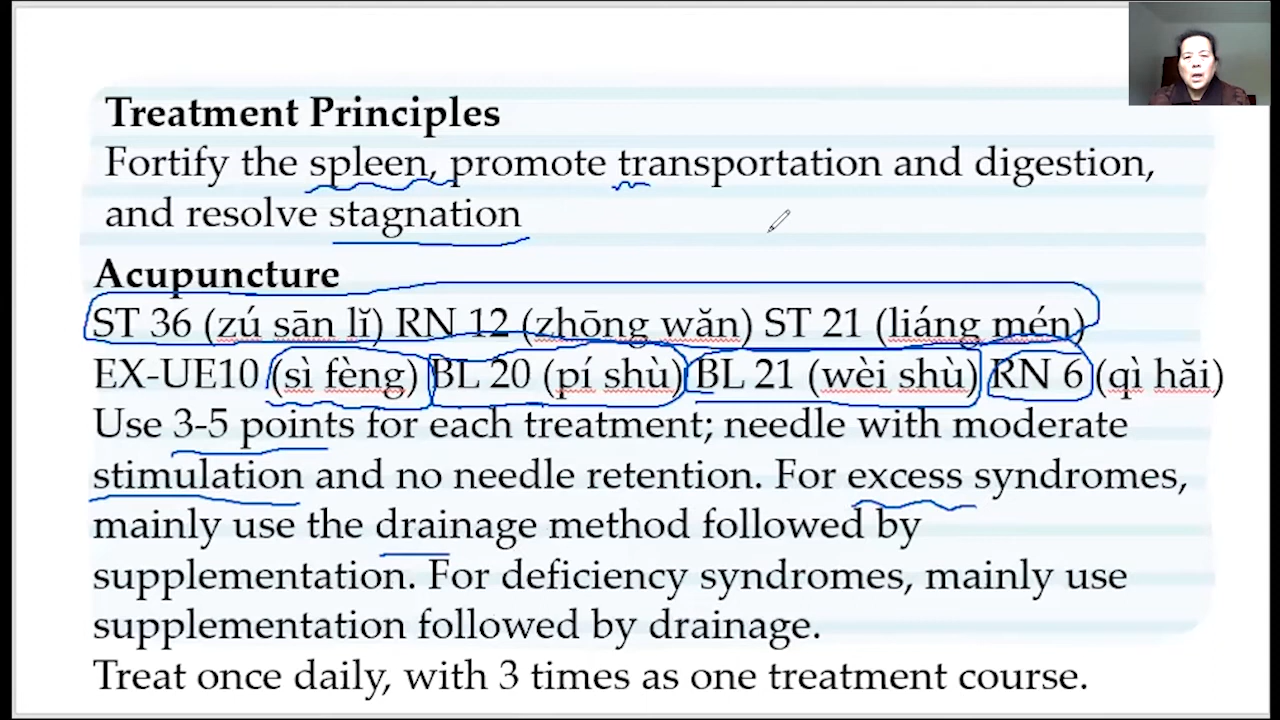 Treatment Principles
Fortify the spleen, promote transportation and digestion,
and resolve stagnation
Acupuncture
ST 36 (zú sān lǐ) RN 12 (zhōng wǎn) ST 21 (liáng mén)
EX-UE10 (sì fèng) BL 20 (pí shù) BL 21 (wèi shù) RN 6 (qì hǎi)
Use 3-5 points for each treatment; needle with moderate
stimulation and no needle retention. For excess syndromes,
mainly use the drainage method followed by
supplementation. For deficiency syndromes, mainly use
supplementation followed by drainage.
Treat once daily, with 3 times as one treatment course.